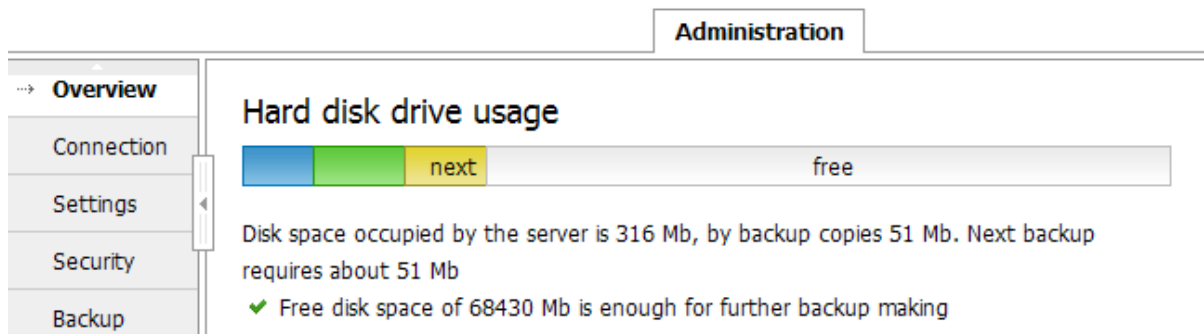 Administration
Overview
Connection
Settings
Security
Backup
Hard disk drive usage
next
free
Disk space occupied by the server is 316 Mb, by backup copies 51 Mb. Next backup
requires about 51 Mb
Free disk space of 68430 Mb is enough for further backup making